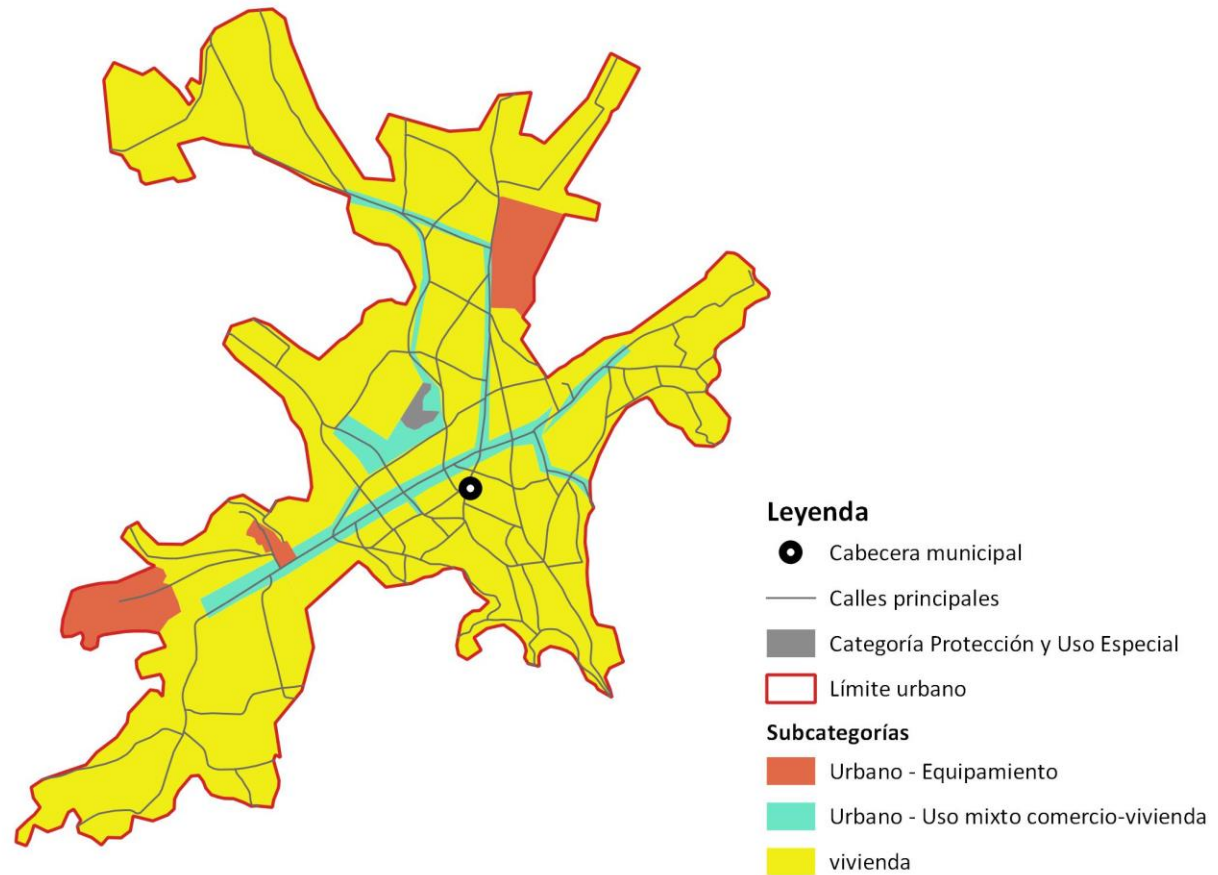 Leyenda
Cabecera municipal
Calles principales
Categoría Protección y Uso Especial
Límite urbano
Subcategorías
Urbano - Equipamiento
Urbano - Uso mixto comercio-vivienda
vivienda